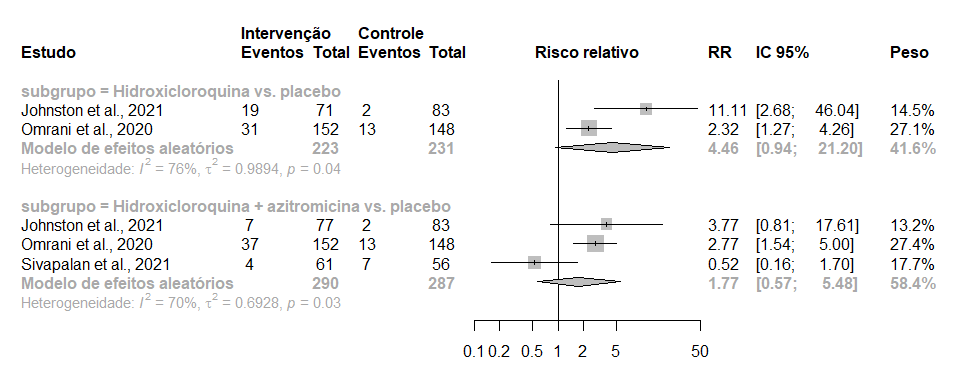 Intervenção Controle
Estudo Eventos Total Eventos Total Risco relativo RR IC 95% Peso
subgrupo = Hidroxicloroquina vs. placebo
Johnston et al., 2021 19 71 2 83 11.11 [2.68; 46.04] 14.5%
Omrani et al., 2020 31 152 13 148 2.32 [1.27; 4.26] 27.1%
Modelo de efeitos aleatórios 223 231 4.46 [0.94; 21.20] 41.6%
Heterogeneidade: I² = 76%, τ² = 0.9894, p = 0.04
subgrupo = Hidroxicloroquina + azitromicina vs. placebo
Johnston et al., 2021 7 77 2 83 3.77 [0.81; 17.61] 13.2%
Omrani et al., 2020 37 152 13 148 2.77 [1.54; 5.00] 27.4%
Sivapalan et al., 2021 4 61 7 56 0.52 [0.16; 1.70] 17.7%
Modelo de efeitos aleatórios 290 287 1.77 [0.57; 5.48] 58.4%
Heterogeneidade: I² = 70%, τ² = 0.6928, p = 0.03
0.1 0.2 0.5 1 2 5 50